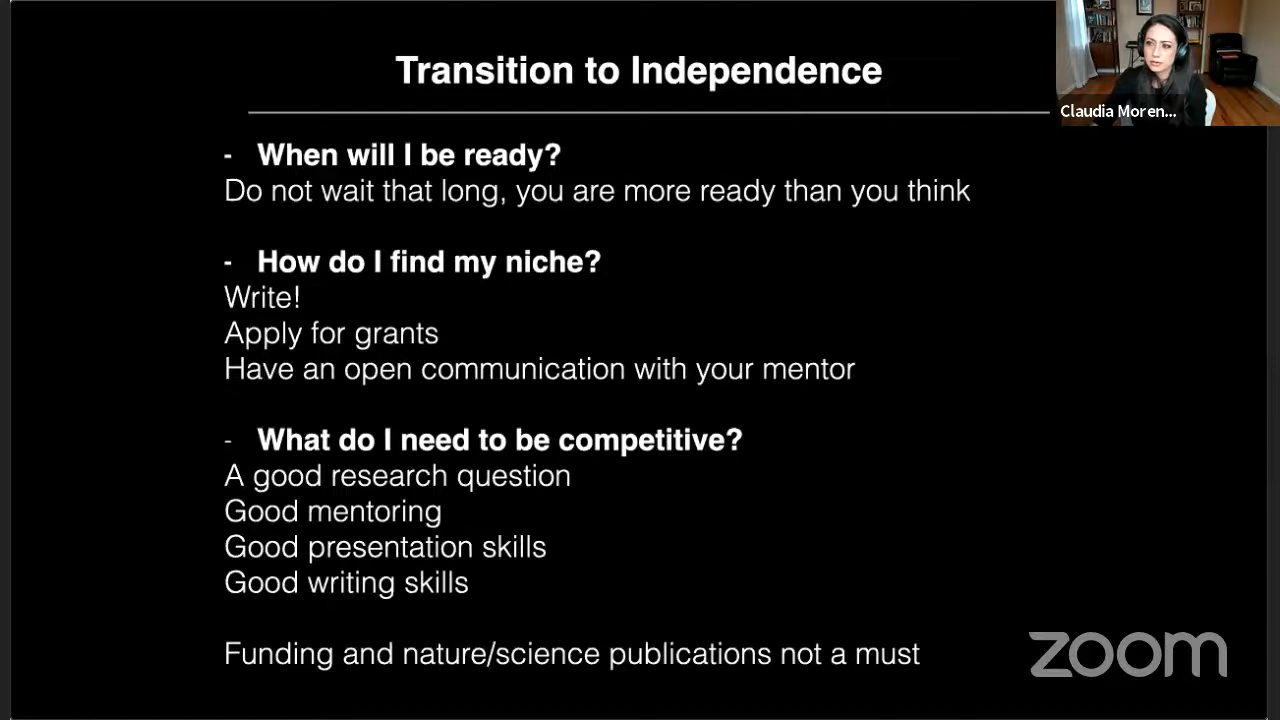 Transition to Independence
Claudia Moren...
- When will I be ready?
Do not wait that long, you are more ready than you think
- How do I find my niche?
Write!
Apply for grants
Have an open communication with your mentor
- What do I need to be competitive?
A good research question
Good mentoring
Good presentation skills
Good writing skills
Funding and nature/science publications not a must
zoom